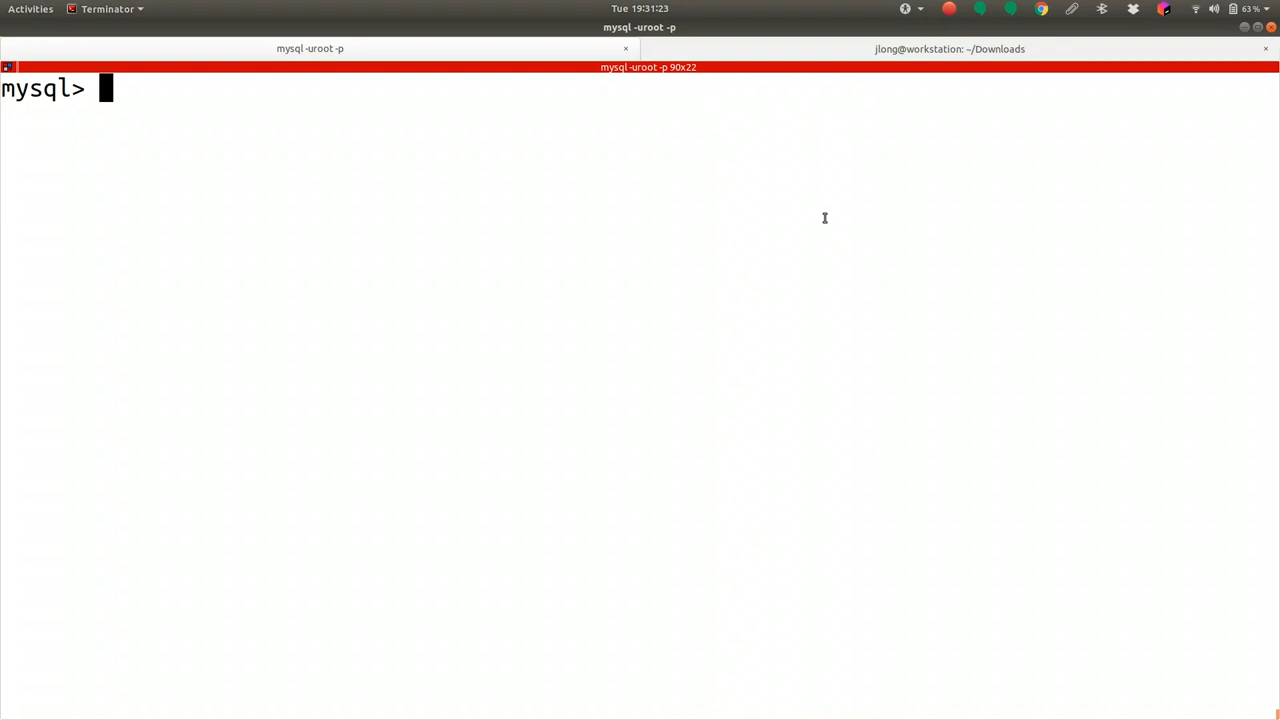 Activities Terminator Tue 19:31:23 63 %
mysql -uroot -p
mysql -uroot -p × jlong@workstation: ~/Downloads ×
mysql -uroot -p 90x22
mysql>